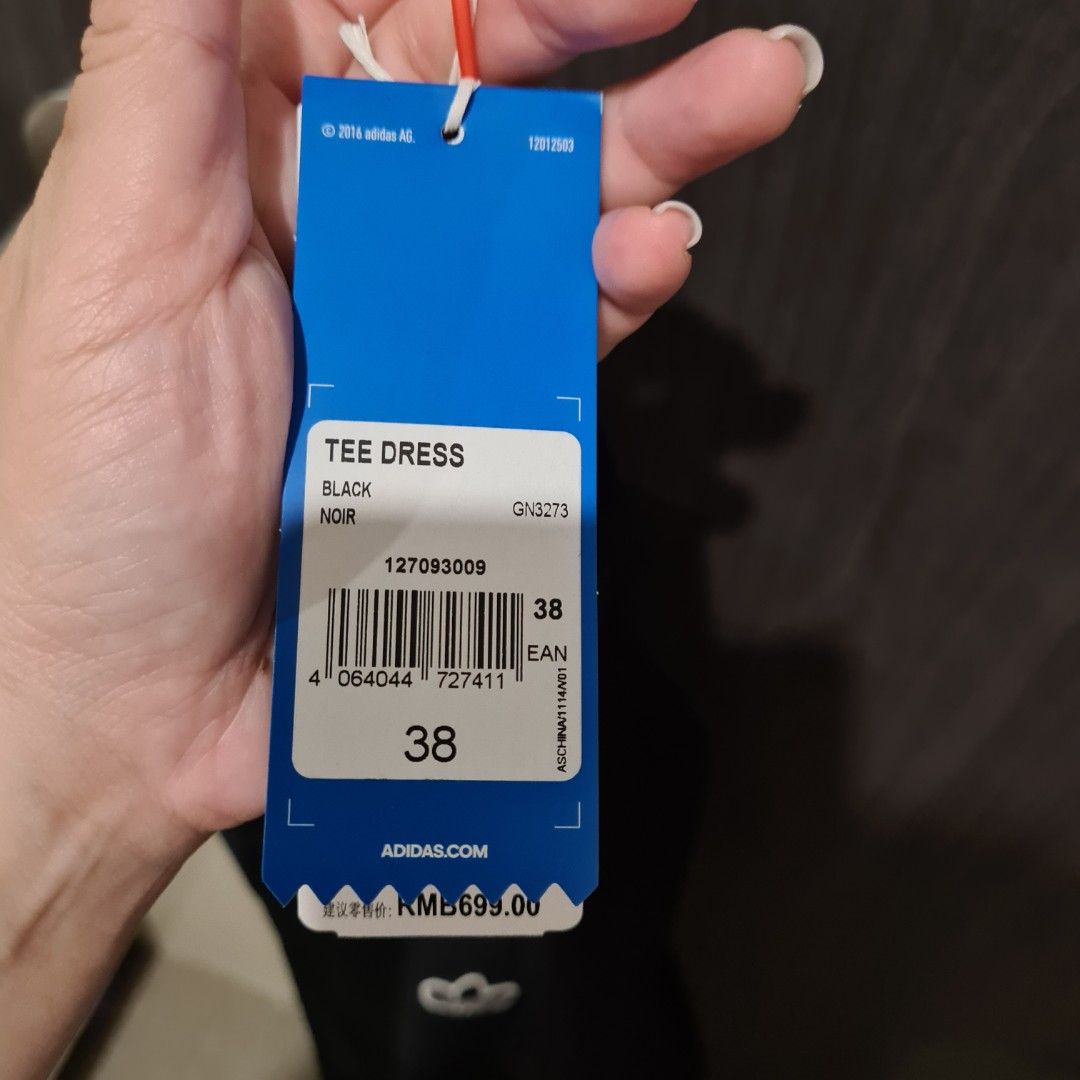 © 2016 adidas AG.
12012503
TEE DRESS
BLACK
NOIR
GN3273
127093009
38
EAN
4 064044 727411
ASCHINA/1114/V01
38
ADIDAS.COM
建议零售价: RMB699.00